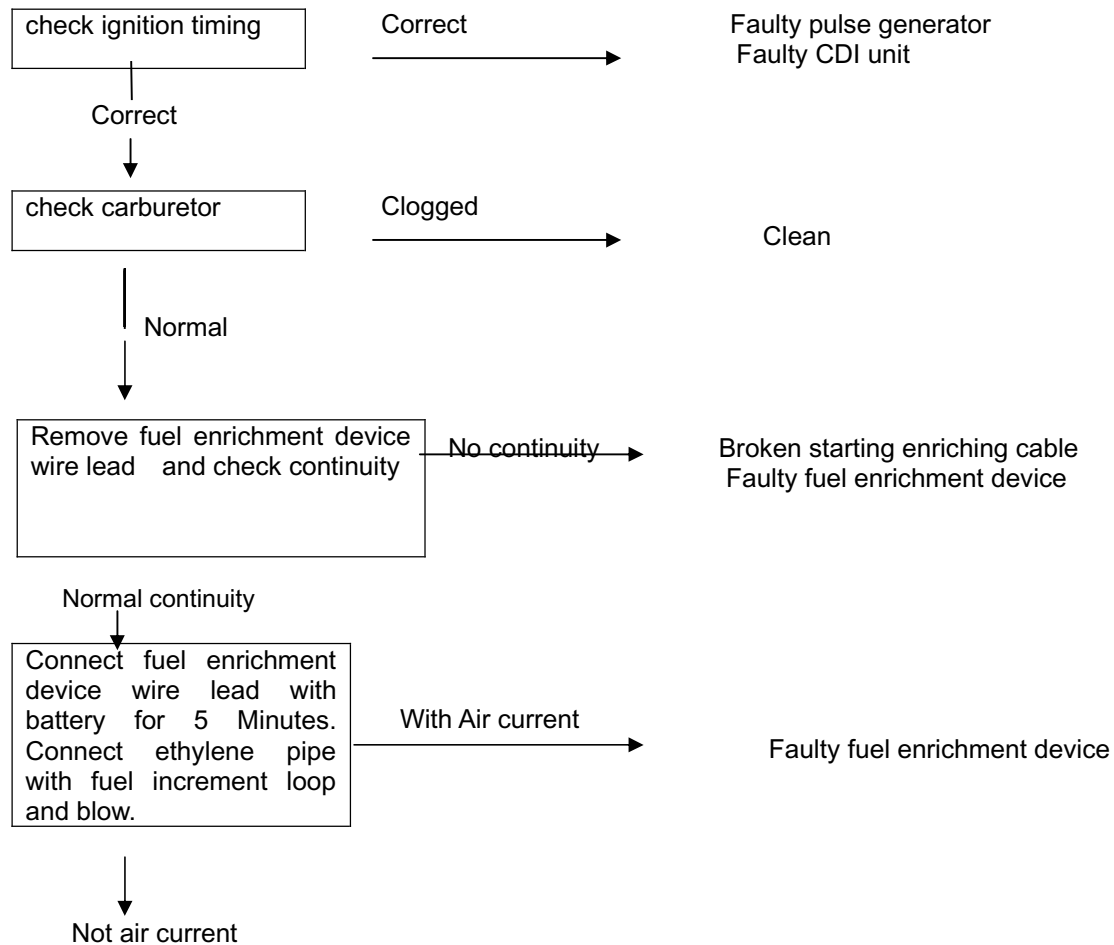 check ignition timing
Correct
Faulty pulse generator
Faulty CDI unit
Correct
check carburetor
Clogged
Clean
Normal
Remove fuel enrichment device
wire lead and check continuity
No continuity
Broken starting enriching cable
Faulty fuel enrichment device
Normal continuity
Connect fuel enrichment
device wire lead with
battery for 5 Minutes.
Connect ethylene pipe
with fuel increment loop
and blow.
With Air current
Faulty fuel enrichment device
Not air current